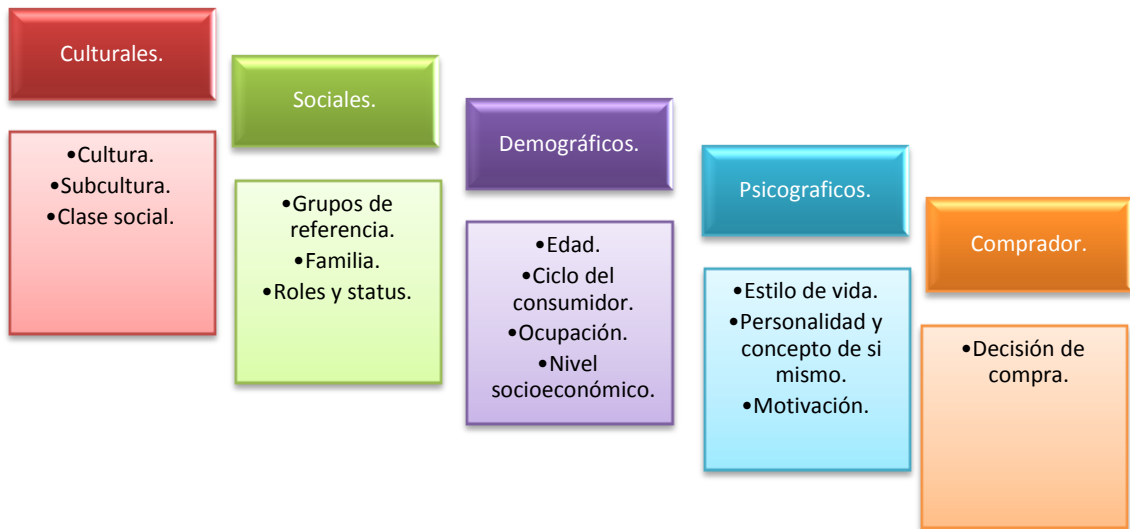 Culturales.
•Cultura.
•Subcultura.
•Clase social.
Sociales.
•Grupos de
referencia.
•Familia.
•Roles y status.
Demográficos.
•Edad.
•Ciclo del
consumidor.
•Ocupación.
•Nivel
socioeconómico.
Psicograficos.
•Estilo de vida.
•Personalidad y
concepto de si
mismo.
•Motivación.
Comprador.
•Decisión de
compra.